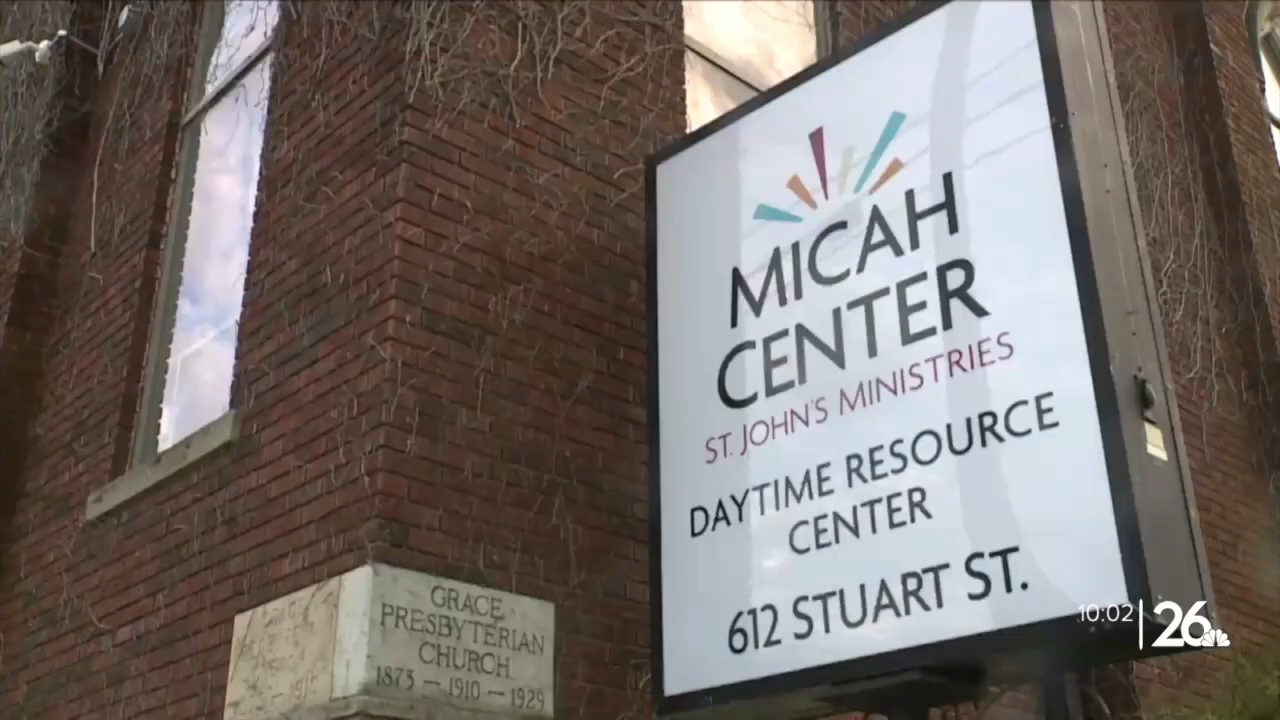 MICAH
CENTER
ST. JOHN'S MINISTRIES
DAYTIME RESOURCE
CENTER
612 STUART ST.
GRACE
PRESBYTERIAN
CHURCH
1873 — 1910 — 1929
10:02
26